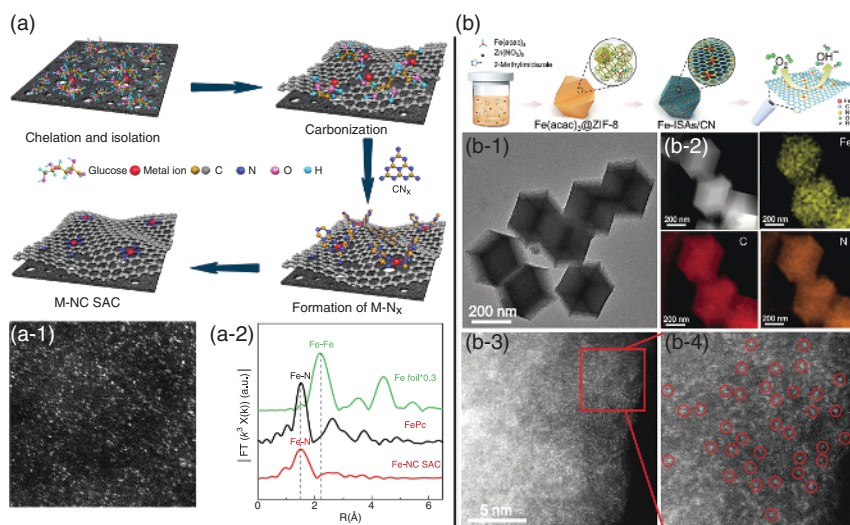 (a)
Chelation and isolation
Carbonization
Glucose Metal ion C N O H
CNx
M-NC SAC
Formation of M-Nx
(a-1)
(a-2)
Fe-Fe
Fe-N
Fe foil*0.3
FePc
Fe-N
Fe-NC SAC
| FT (k³ X(k)) (a.u.) |
0 2 4 6
R(Å)
(b)
Fe(acac)3
Zn(NO3)2
2-Methylimidazole
Fe(acac)3@ZIF-8
Fe-ISAs/CN
O2
OH-
(b-1)
200 nm
(b-2)
Fe
200 nm
200 nm
C
N
200 nm
200 nm
(b-3)
5 nm
(b-4)